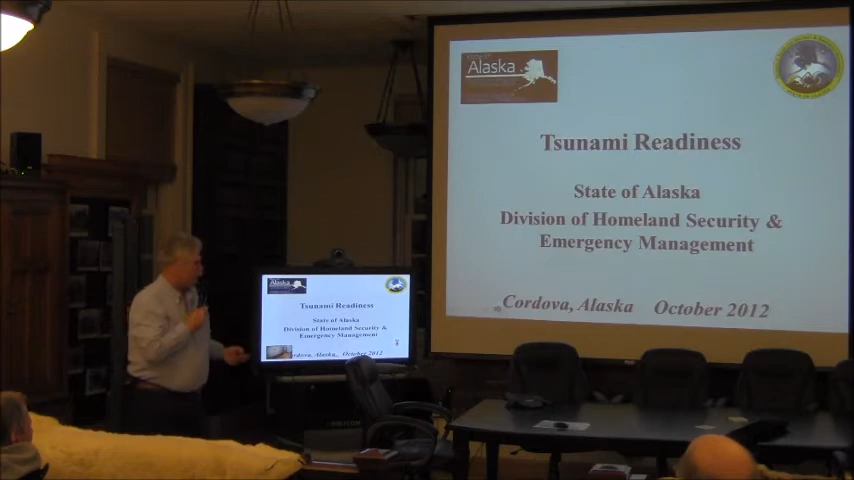 Alaska
Tsunami Readiness
State of Alaska
Division of Homeland Security &
Emergency Management
Cordova, Alaska October 2012
Alaska
Tsunami Readiness
State of Alaska
Division of Homeland Security &
Emergency Management
Cordova, Alaska October 2012